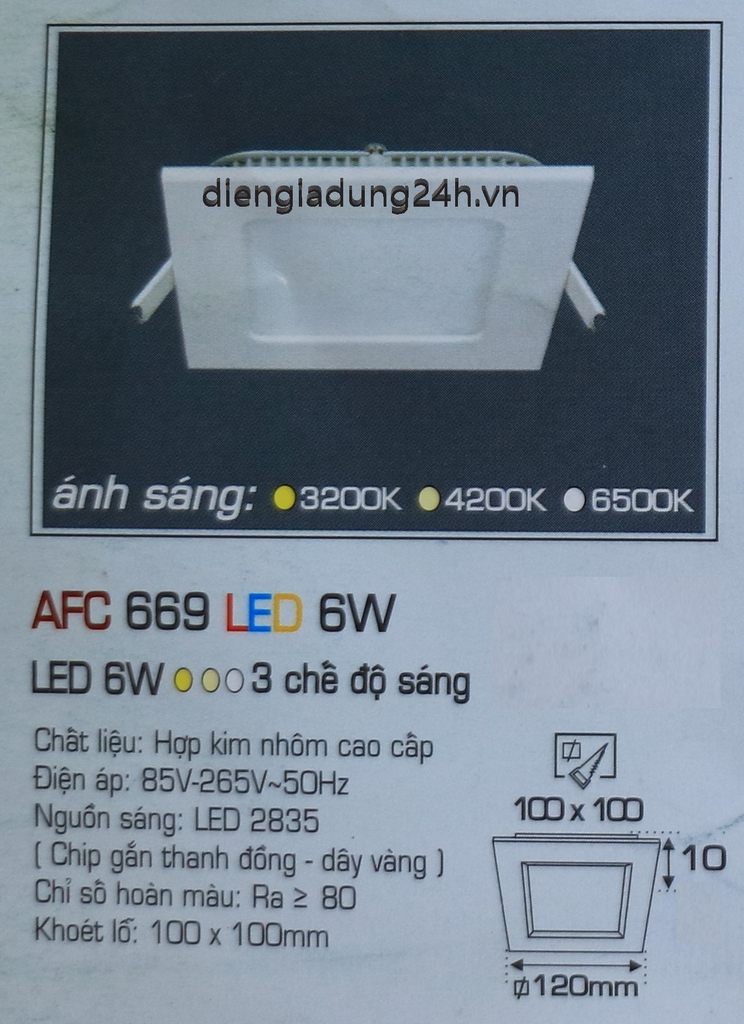 diengiadung24h.vn
ánh sáng: 3200K 4200K 6500K
AFC 669 LED 6W
LED 6W 3 chế độ sáng
Chất liệu: Hợp kim nhôm cao cấp
Điện áp: 85V-265V~50Hz
Nguồn sáng: LED 2835
( Chip gắn thanh đồng - dây vàng )
Chỉ số hoàn màu: Ra ≥ 80
Khoét lỗ: 100 x 100mm
100 x 100
10
120mm